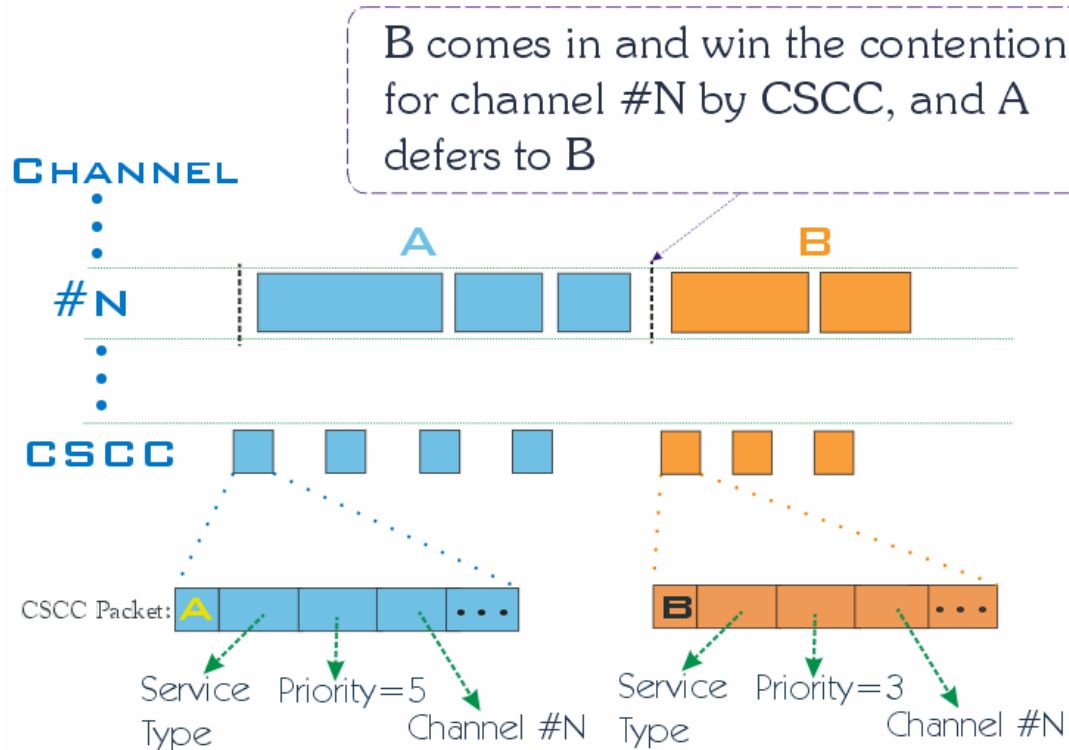 B comes in and win the contention
for channel #N by CSCC, and A
defers to B
CHANNEL
A
B
#N
CSCC
CSCC Packet:
A
...
B
...
Service
Type
Priority=5
Channel #N
Service
Type
Priority=3
Channel #N